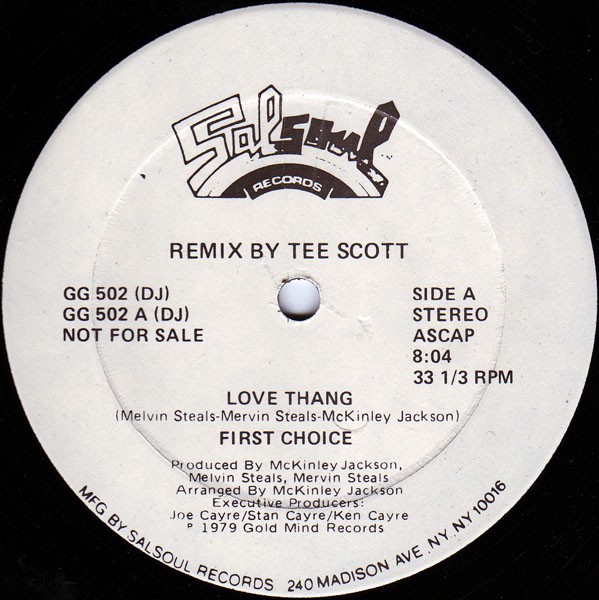 Salsoul
RECORDS
REMIX BY TEE SCOTT
GG 502 (DJ)
GG 502 A (DJ)
NOT FOR SALE
SIDE A
STEREO
ASCAP
8:04
33 1/3 RPM
LOVE THANG
(Melvin Steals-Mervin Steals-McKinley Jackson)
FIRST CHOICE
Produced By McKinley Jackson,
Melvin Steals, Mervin Steals
Arranged By McKinley Jackson
Executive Producers:
Joe Cayre/Stan Cayre/Ken Cayre
℗ 1979 Gold Mind Records
MFG BY SALSOUL RECORDS 240 MADISON AVE NY. NY 10016